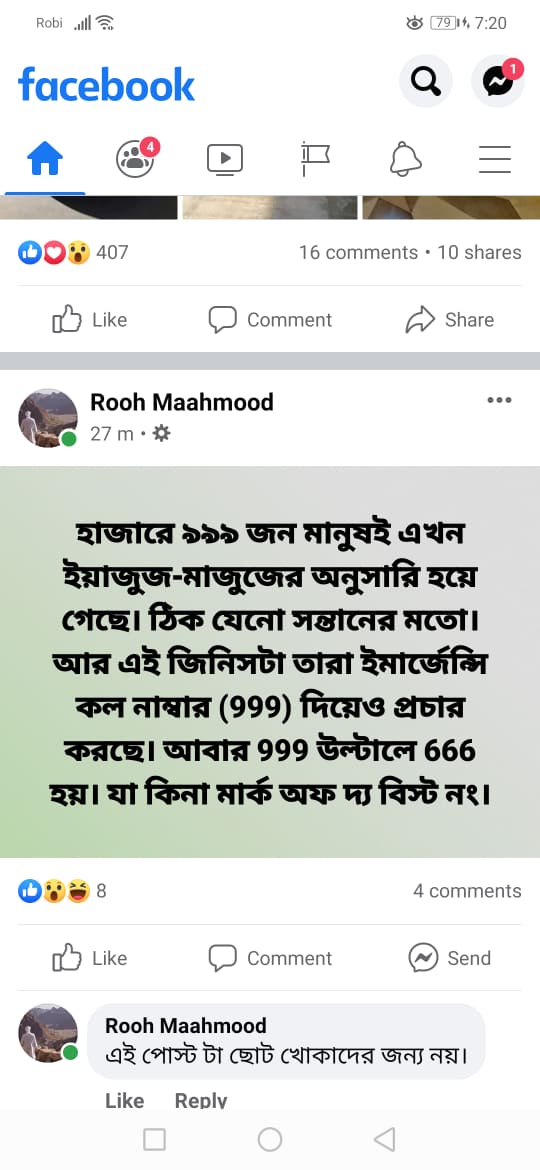 Robi 79 7:20
facebook
1
4
407 16 comments • 10 shares
Like Comment Share
Rooh Maahmood
27 m •
হাজারে ৯৯৯ জন মানুষই এখন
ইয়াজুজ-মাজুজের অনুসারি হয়ে
গেছে। ঠিক যেনো সন্তানের মতো।
আর এই জিনিসটা তারা ইমার্জেন্সি
কল নাম্বার (999) দিয়েও প্রচার
করছে। আবার 999 উল্টালে 666
হয়। যা কিনা মার্ক অফ দ্য বিস্ট নং।
8 4 comments
Like Comment Send
Rooh Maahmood
এই পোস্ট টা ছোট খোকাদের জন্য নয়।
Like Reply